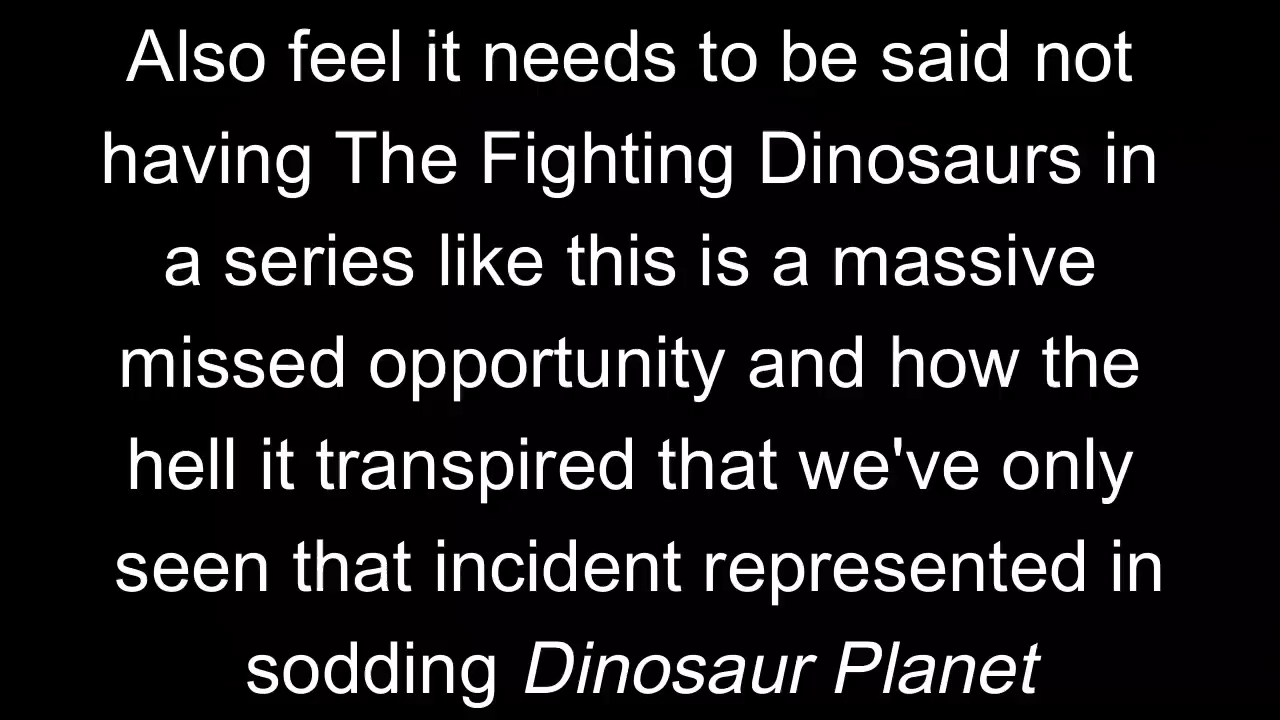 Also feel it needs to be said not
having The Fighting Dinosaurs in
a series like this is a massive
missed opportunity and how the
hell it transpired that we've only
seen that incident represented in
sodding Dinosaur Planet